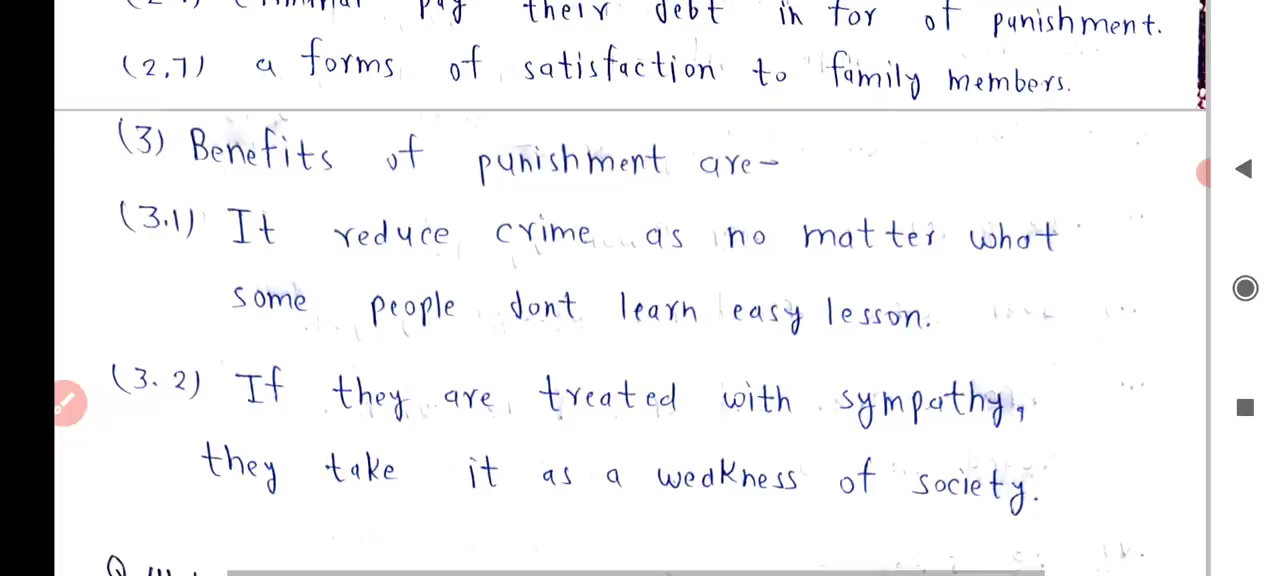 pay their debt in for of punishment.
(2.7) a forms of satisfaction to family members.
(3) Benefits of punishment are-
(3.1) It reduce crime as no matter what
some people dont learn easy lesson.
(3.2) If they are treated with sympathy,
they take it as a weakness of society.